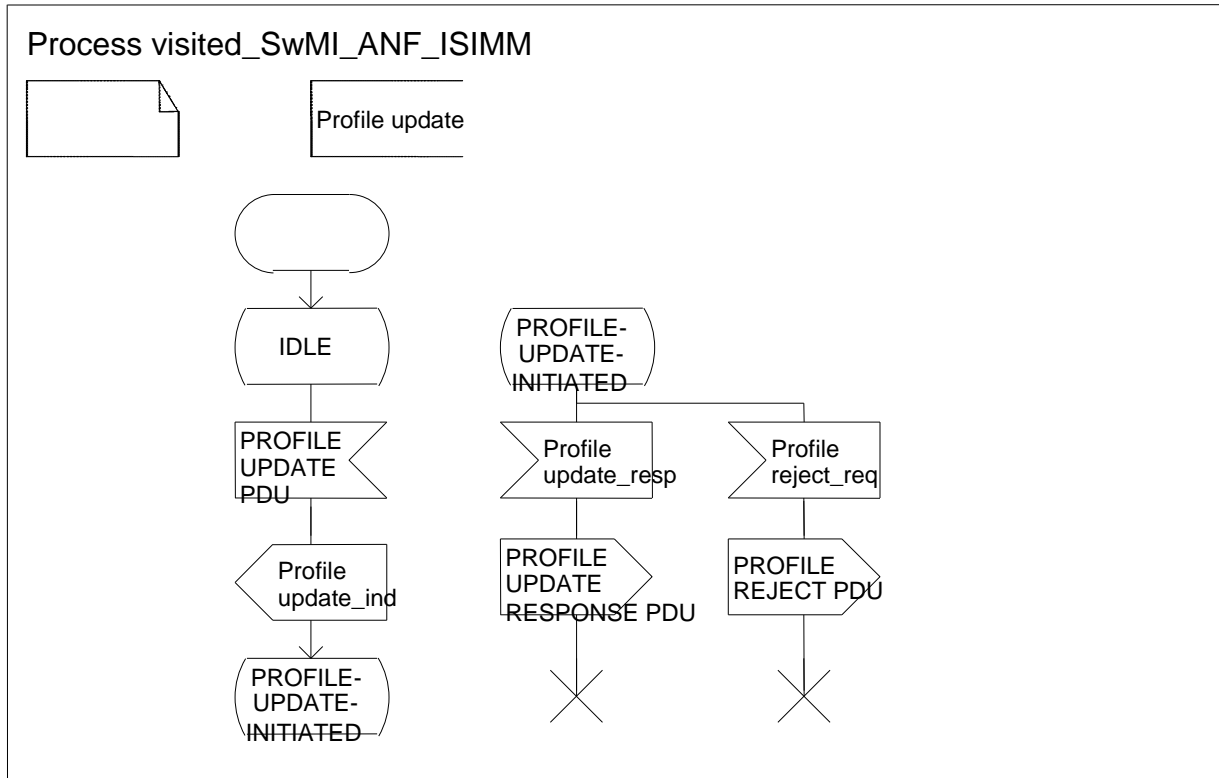 Process visited_SwMI_ANF_ISIMM
Profile update
IDLE
PROFILE
UPDATE
PDU
Profile
update_ind
PROFILE-
UPDATE-
INITIATED
PROFILE-
UPDATE-
INITIATED
Profile
update_resp
PROFILE
UPDATE
RESPONSE PDU
Profile
reject_req
PROFILE
REJECT PDU